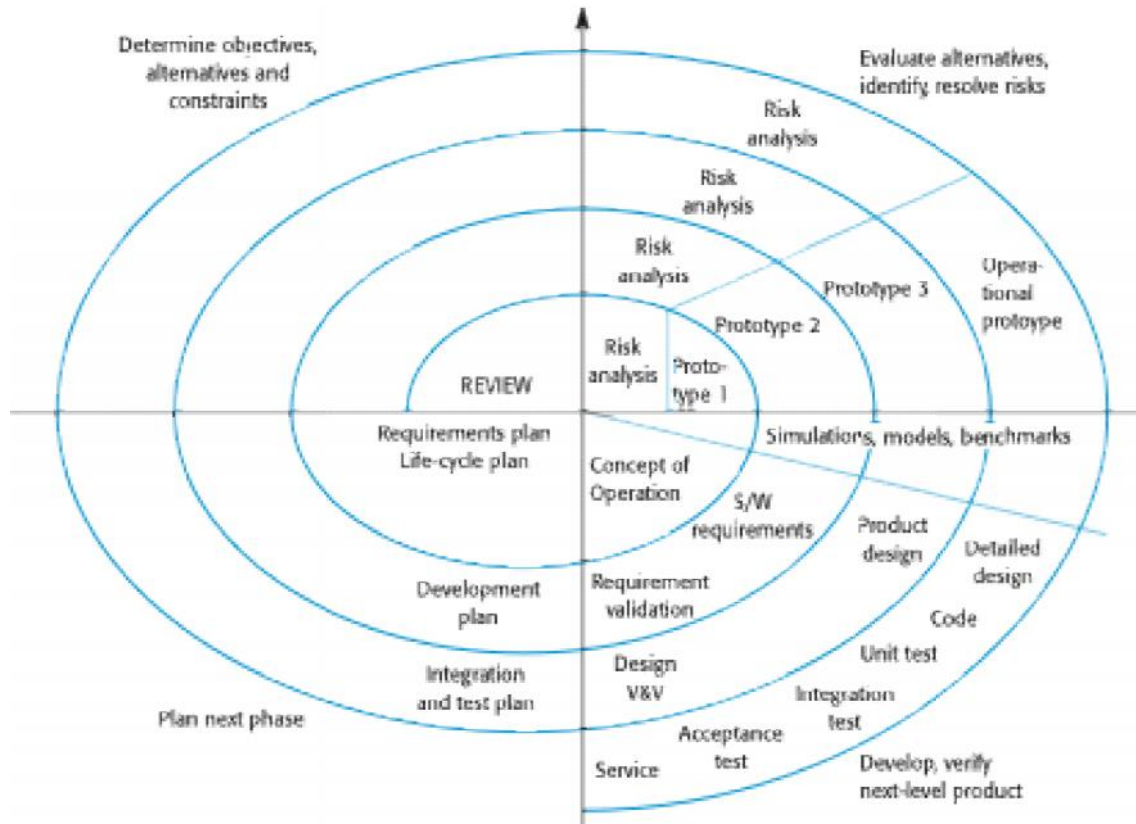 Determine objectives,
alternatives and
constraints
Evaluate alternatives,
identify, resolve risks
Risk
analysis
Risk
analysis
Risk
analysis
Risk
analysis
Proto-
type 1
Prototype 2
Prototype 3
Opera-
tional
protoype
REVIEW
Requirements plan
Life-cycle plan
Simulations, models, benchmarks
Concept of
Operation
S/W
requirements
Product
design
Detailed
design
Development
plan
Requirement
validation
Code
Unit test
Integration
and test plan
Design
V&V
Integration
test
Plan next phase
Acceptance
test
Service
Develop, verify
next-level product